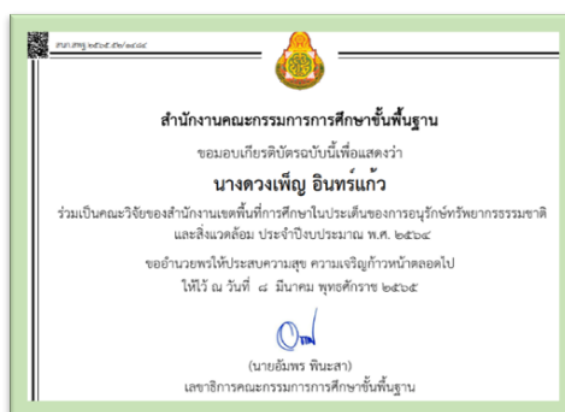 สำนักงานคณะกรรมการการศึกษาขั้นพื้นฐาน
ขอมอบเกียรติบัตรฉบับนี้เพื่อแสดงว่า
นางดวงเพ็ญ อินทร์แก้ว
ร่วมเป็นคณะวิจัยของสำนักงานเขตพื้นที่การศึกษาในประเด็นของการอนุรักษ์ทรัพยากรธรรมชาติ
และสิ่งแวดล้อม ประจำปีงบประมาณ พ.ศ. ๒๕๖๔
ขออำนวยพรให้ประสบความสุข ความเจริญก้าวหน้าตลอดไป
ให้ไว้ ณ วันที่ ๘ มีนาคม พุทธศักราช ๒๕๖๕
(นายอัมพร พินะสา)
เลขาธิการคณะกรรมการการศึกษาขั้นพื้นฐาน